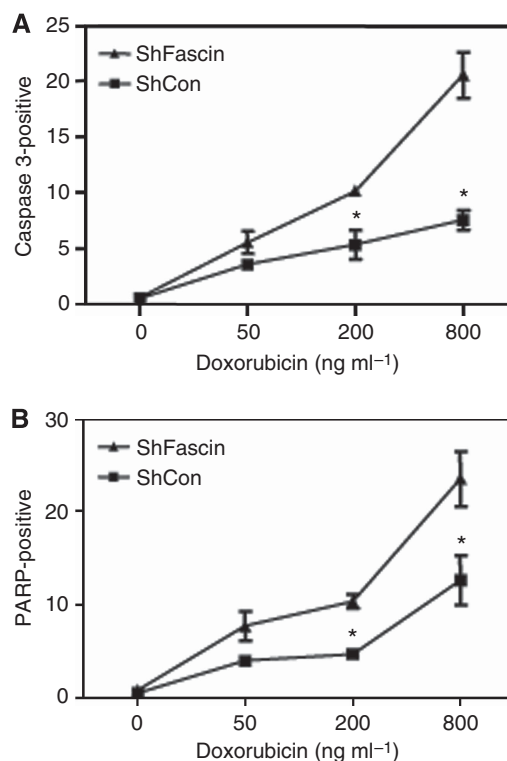 A
25
20
15
10
5
0
Caspase 3-positive
ShFascin
ShCon
*
*
0 50 200 800
Doxorubicin (ng ml⁻¹)
B
30
20
10
0
PARP-positive
ShFascin
ShCon
*
*
0 50 200 800
Doxorubicin (ng ml⁻¹)